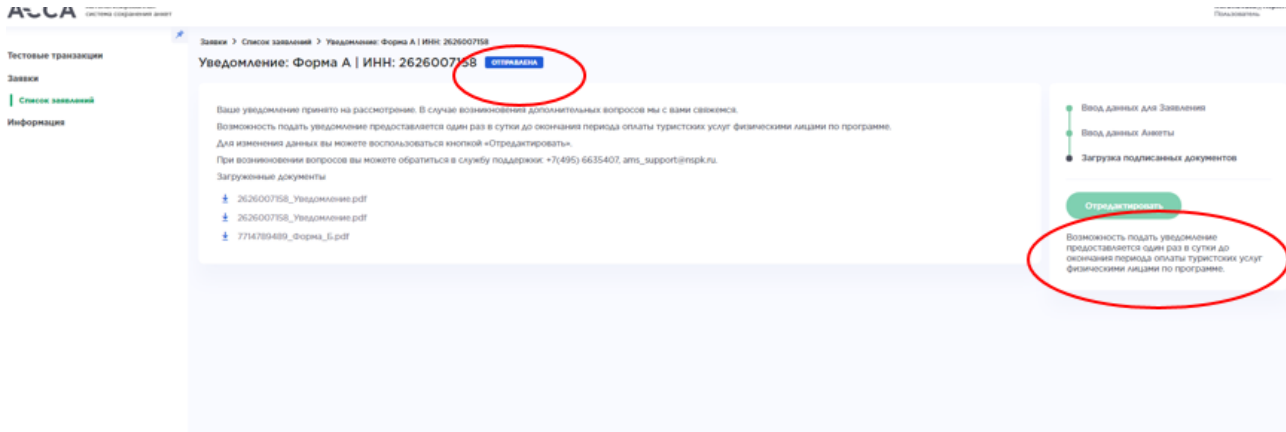 АССА
система сохранения анкет
Пользователь
Тестовые транзакции
Заявки
Список заявлений
Информация
Заявки > Список заявлений > Уведомление: Форма А | ИНН: 2626007158
Уведомление: Форма А | ИНН: 2626007158 ОТПРАВЛЕНА
Ваше уведомление принято на рассмотрение. В случае возникновения дополнительных вопросов мы с вами свяжемся.
Возможность подать уведомление предоставляется один раз в сутки до окончания периода оплаты туристских услуг физическими лицами по программе.
Для изменения данных вы можете воспользоваться кнопкой «Отредактировать».
При возникновении вопросов вы можете обратиться в службу поддержки: +7(495) 6635407, ams_support@nspk.ru.
Загруженные документы
2626007158_Уведомление.pdf
2626007158_Уведомление.pdf
7714789489_Форма_Б.pdf
Ввод данных для Заявления
Ввод данных Анкеты
Загрузка подписанных документов
Отредактировать
Возможность подать уведомление
предоставляется один раз в сутки до
окончания периода оплаты туристских услуг
физическими лицами по программе.